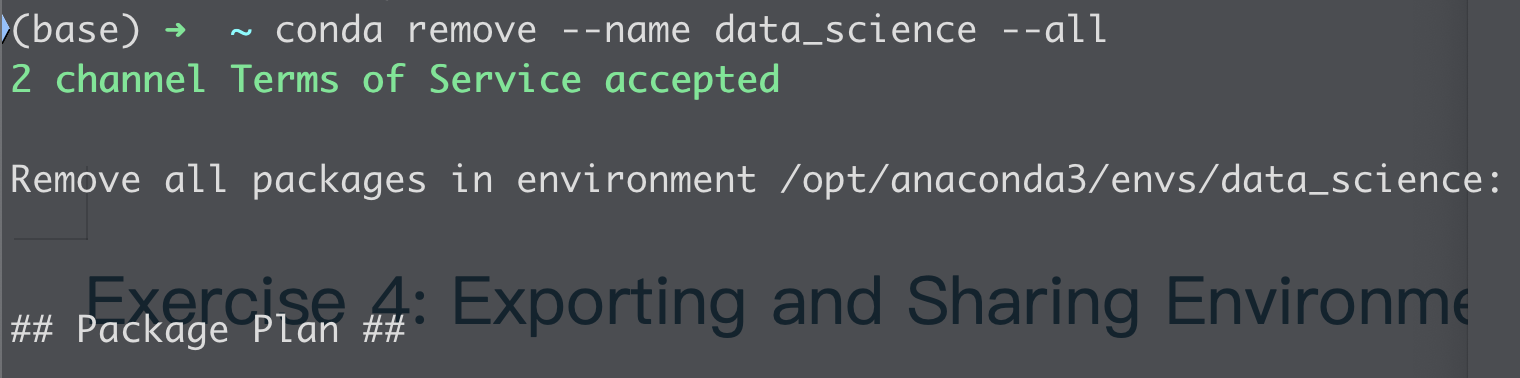 (base) ➜  ~ conda remove --name data_science --all
2 channel Terms of Service accepted
Remove all packages in environment /opt/anaconda3/envs/data_science:
Exercise 4: Exporting and Sharing Environme
## Package Plan ##